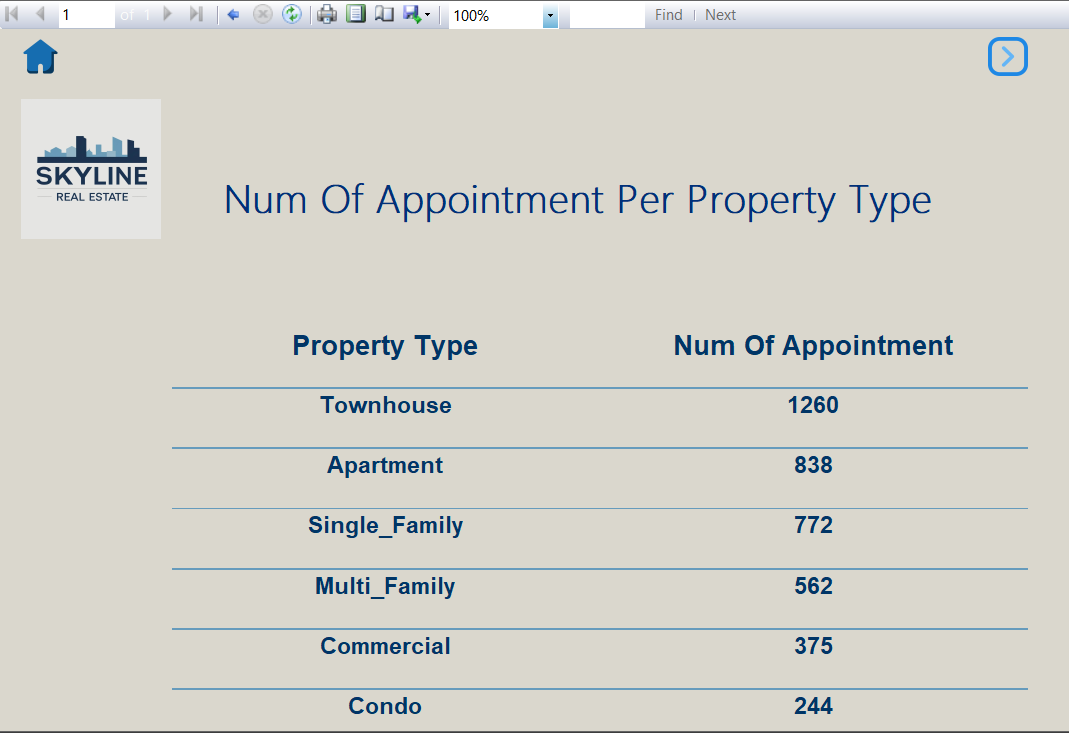 1 of 1 100% Find Next
SKYLINE
REAL ESTATE
Num Of Appointment Per Property Type
Property Type Num Of Appointment
Townhouse 1260
Apartment 838
Single_Family 772
Multi_Family 562
Commercial 375
Condo 244